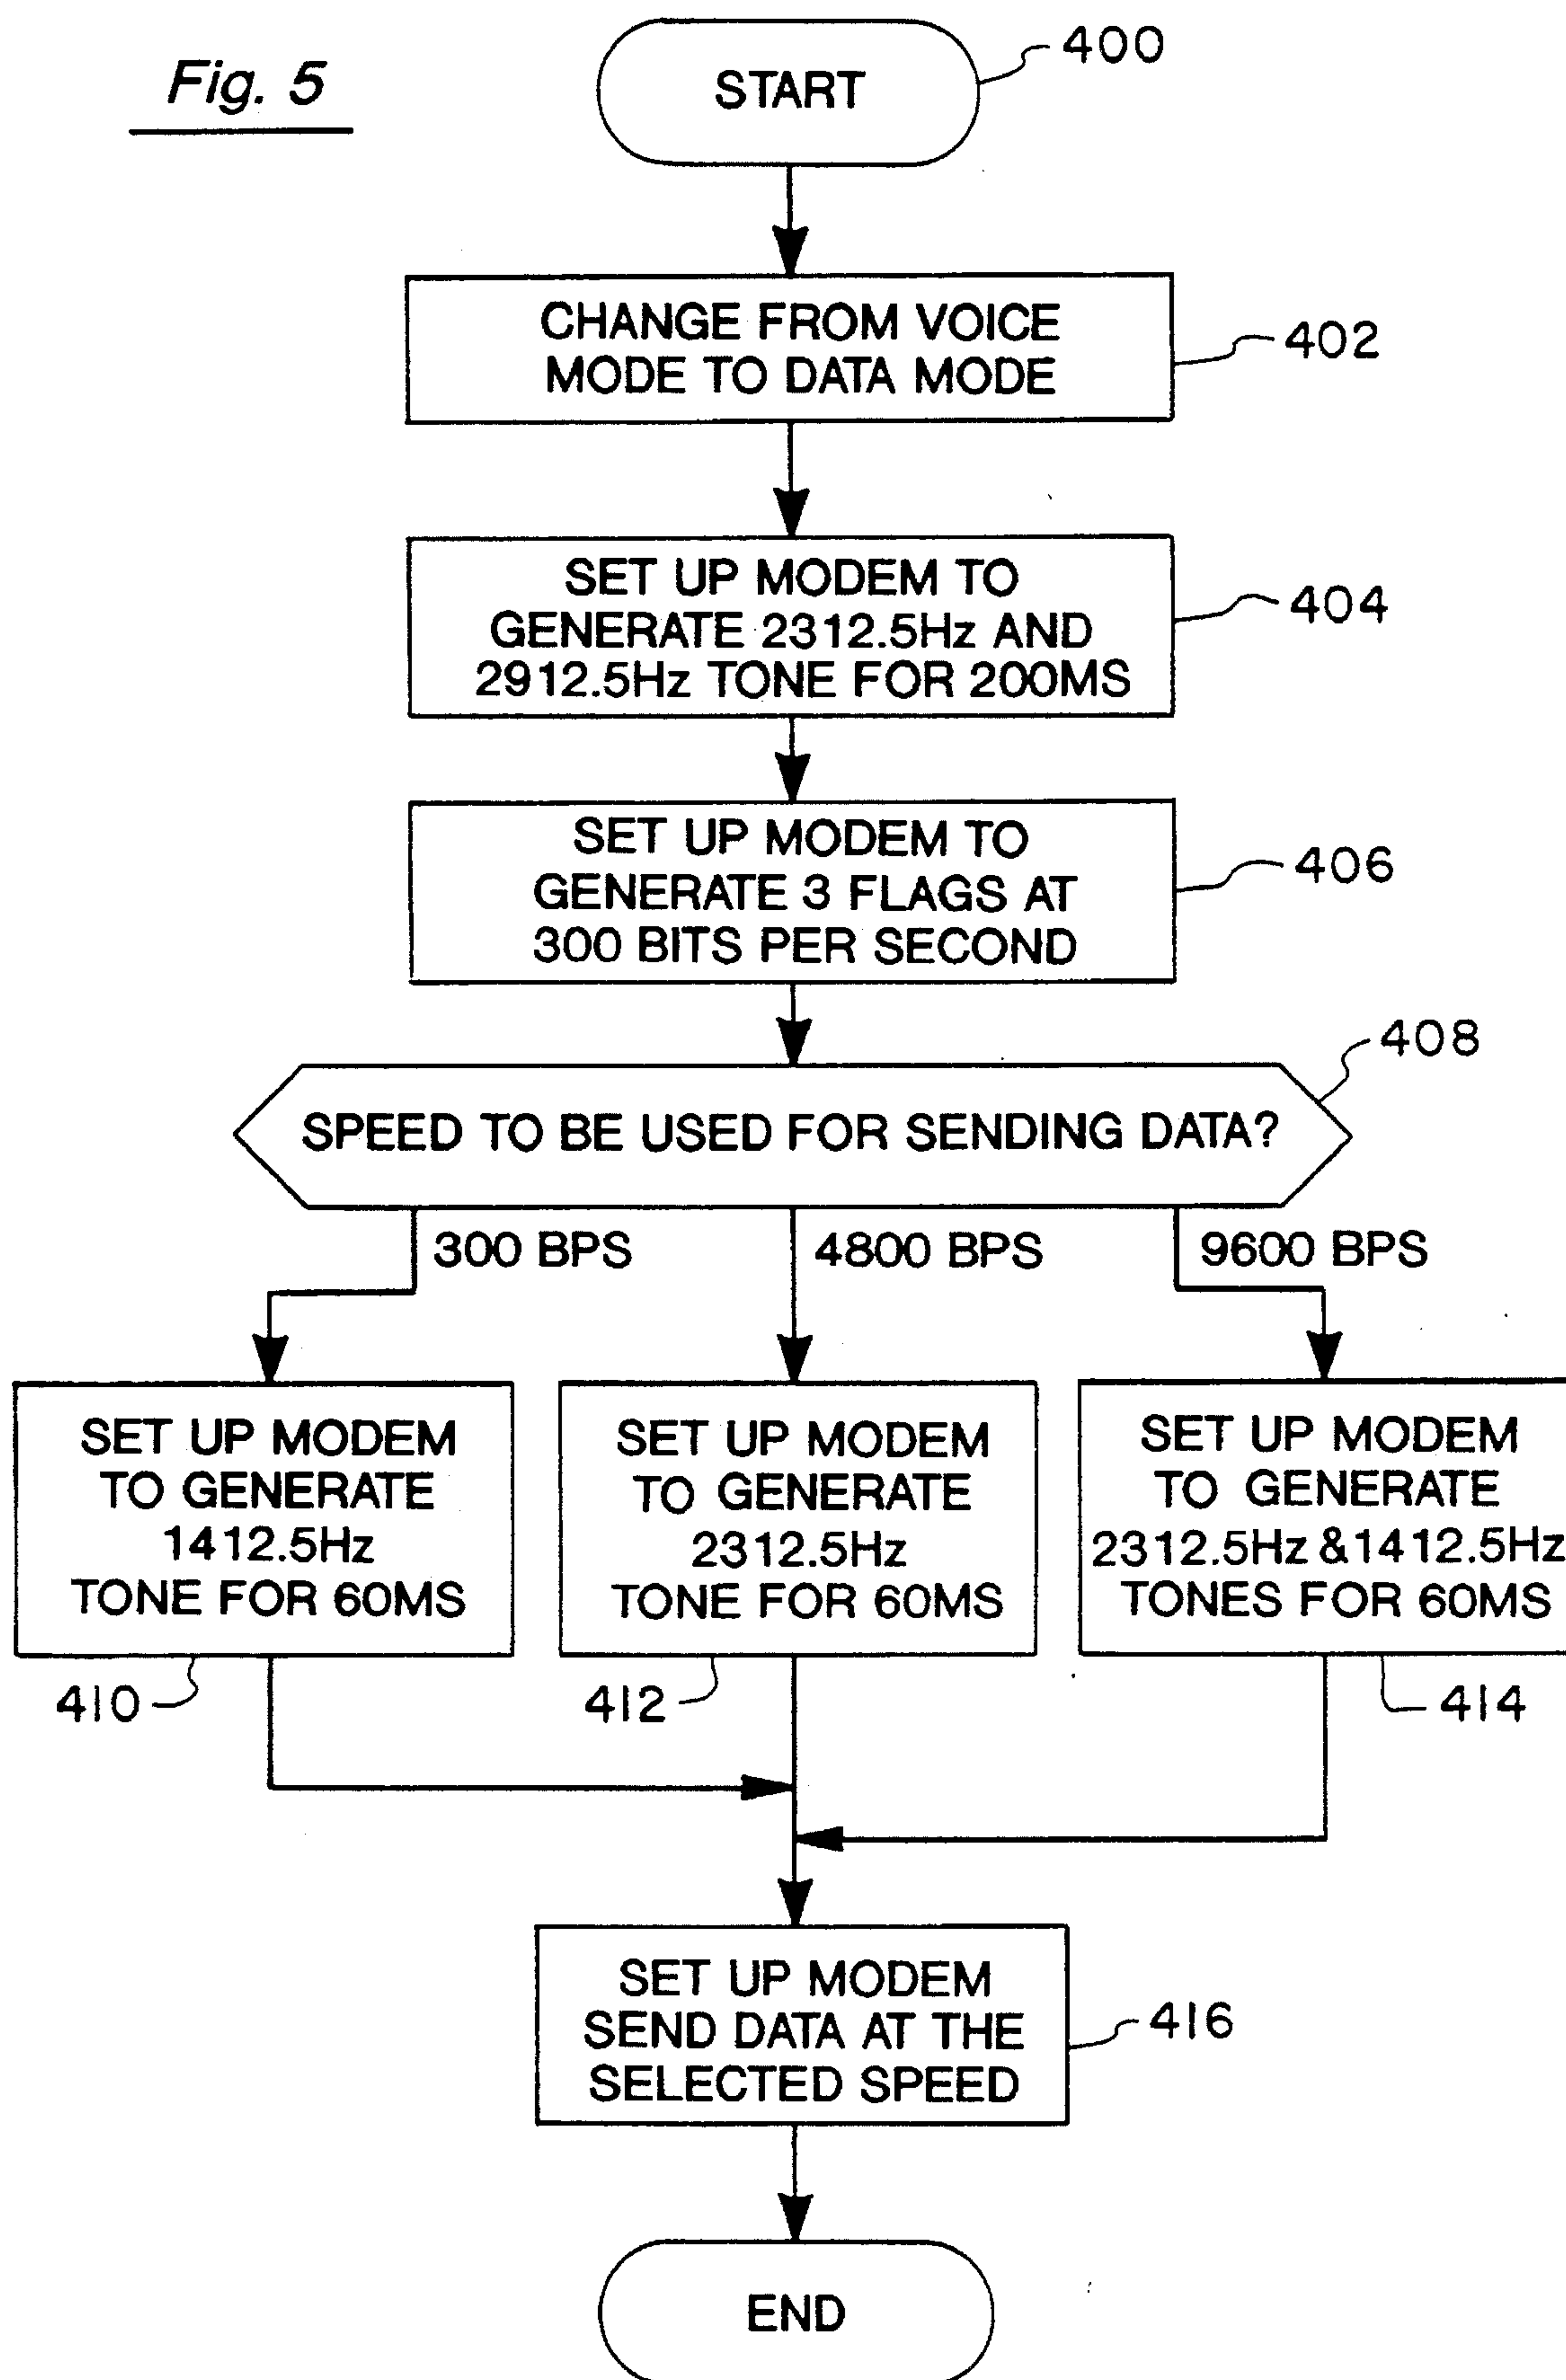 Fig. 5
START
400
CHANGE FROM VOICE
MODE TO DATA MODE
402
SET UP MODEM TO
GENERATE 2312.5Hz AND
2912.5Hz TONE FOR 200MS
404
SET UP MODEM TO
GENERATE 3 FLAGS AT
300 BITS PER SECOND
406
408
SPEED TO BE USED FOR SENDING DATA?
300 BPS
4800 BPS
9600 BPS
SET UP MODEM
TO GENERATE
1412.5Hz
TONE FOR 60MS
410
SET UP MODEM
TO GENERATE
2312.5Hz
TONE FOR 60MS
412
SET UP MODEM
TO GENERATE
2312.5Hz &1412.5Hz
TONES FOR 60MS
414
SET UP MODEM
SEND DATA AT THE
SELECTED SPEED
416
END